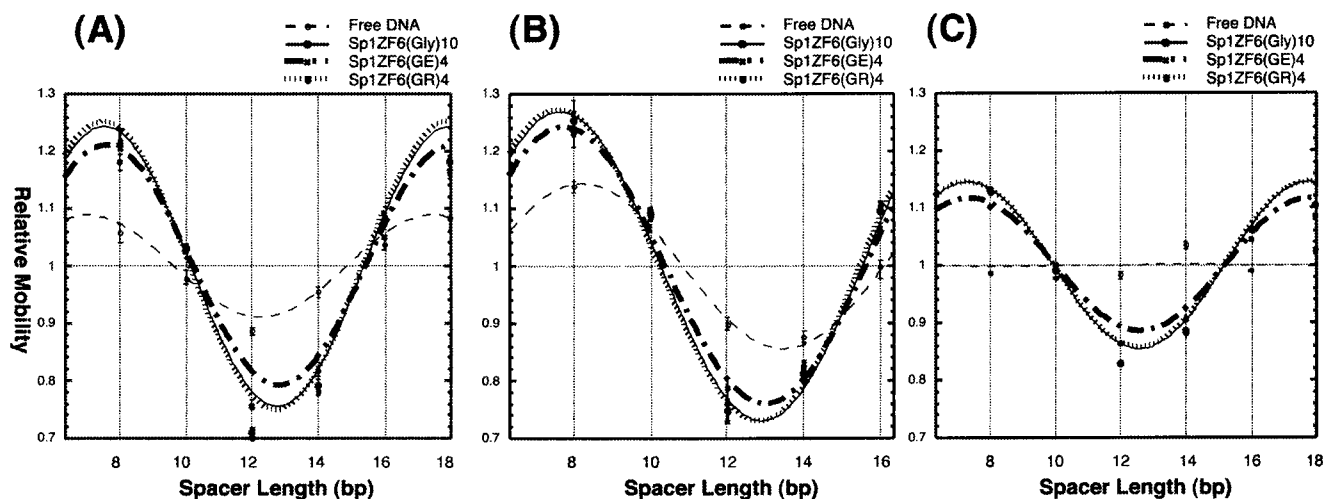 (A)
Free DNA
Sp1ZF6(Gly)10
Sp1ZF6(GE)4
Sp1ZF6(GR)4
1.3
1.2
1.1
1
0.9
0.8
0.7
Relative Mobility
8
10
12
14
16
18
Spacer Length (bp)
(B)
Free DNA
Sp1ZF6(Gly)10
Sp1ZF6(GE)4
Sp1ZF6(GR)4
1.3
1.2
1.1
1
0.9
0.8
0.7
8
10
12
14
16
Spacer Length (bp)
(C)
Free DNA
Sp1ZF6(Gly)10
Sp1ZF6(GE)4
Sp1ZF6(GR)4
1.3
1.2
1.1
1
0.9
0.8
0.7
8
10
12
14
16
18
Spacer Length (bp)